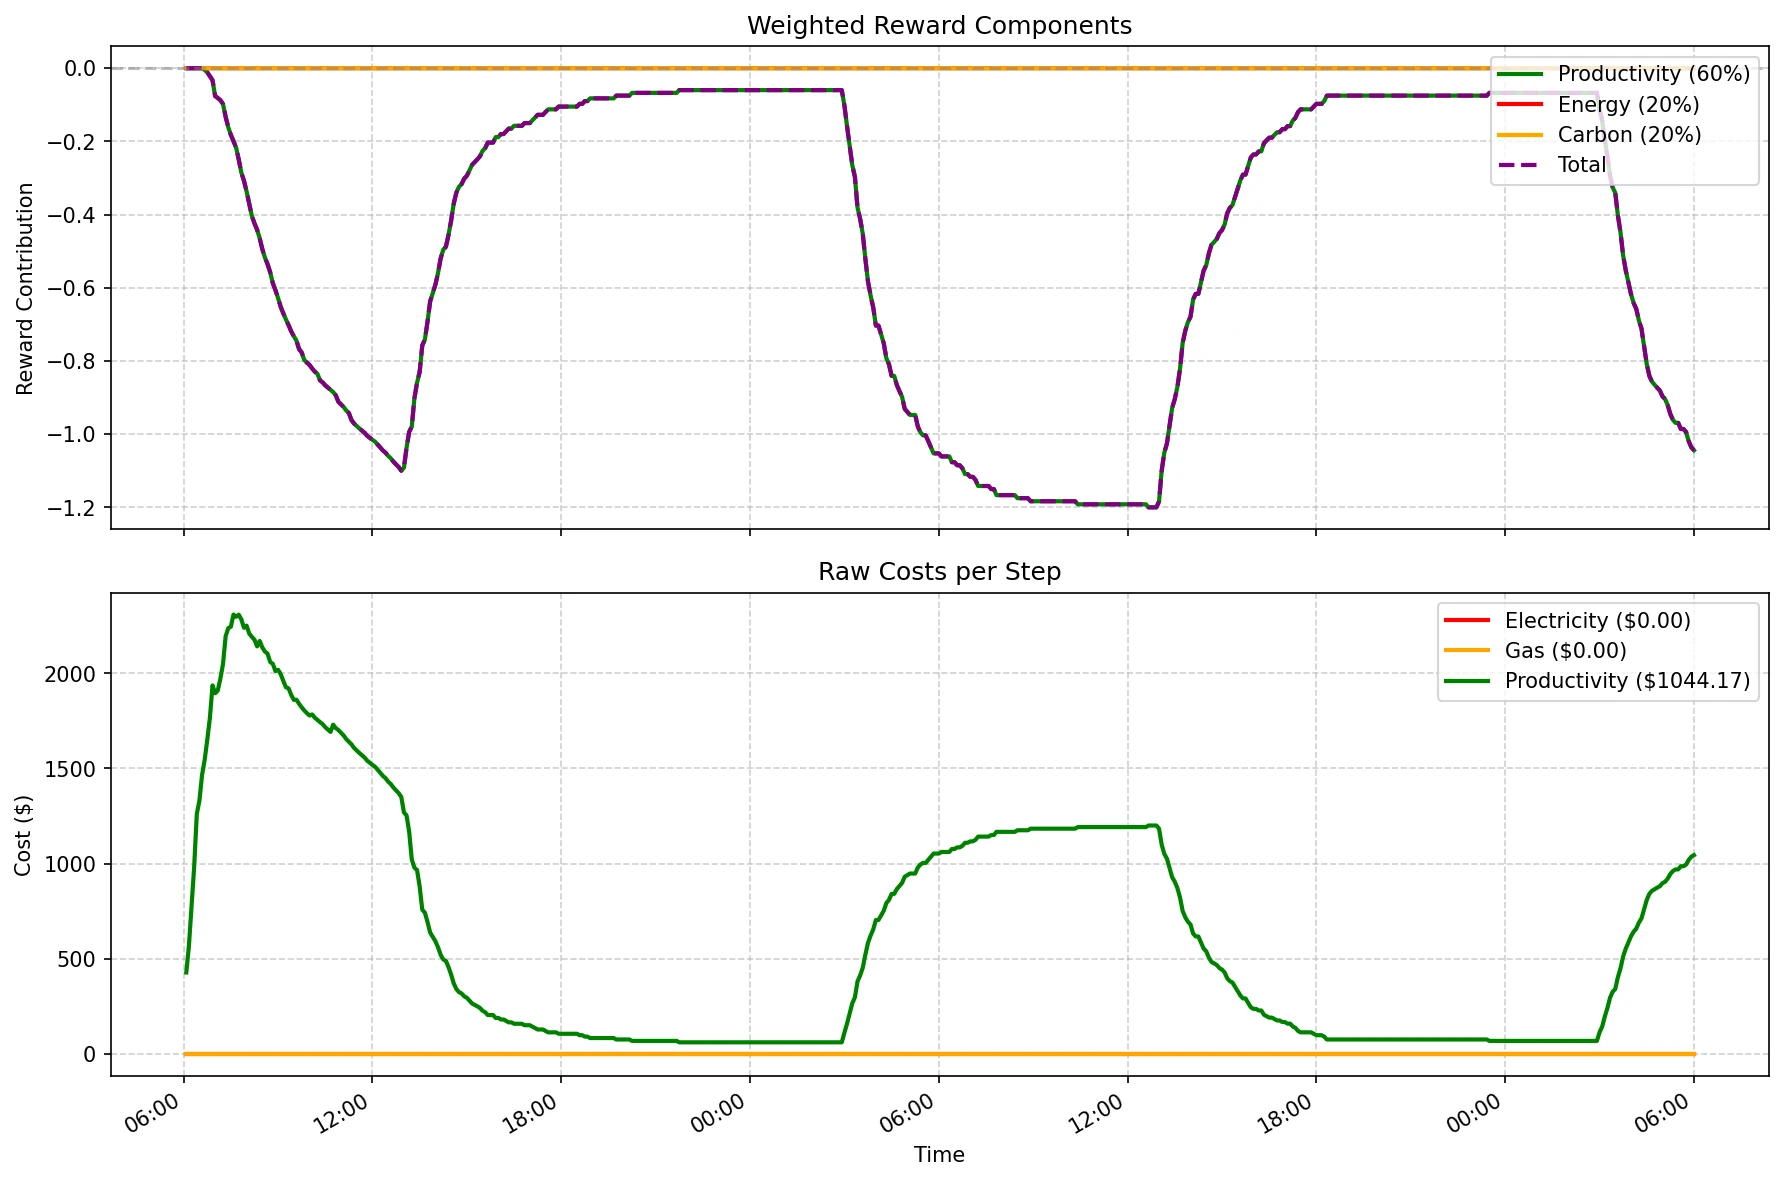 Weighted Reward Components
Productivity (60%)
Energy (20%)
Carbon (20%)
Total
Reward Contribution
0.0
−0.2
−0.4
−0.6
−0.8
−1.0
−1.2
Raw Costs per Step
Electricity ($0.00)
Gas ($0.00)
Productivity ($1044.17)
Cost ($)
2000
1500
1000
500
0
06:00
12:00
18:00
00:00
06:00
12:00
18:00
00:00
06:00
Time